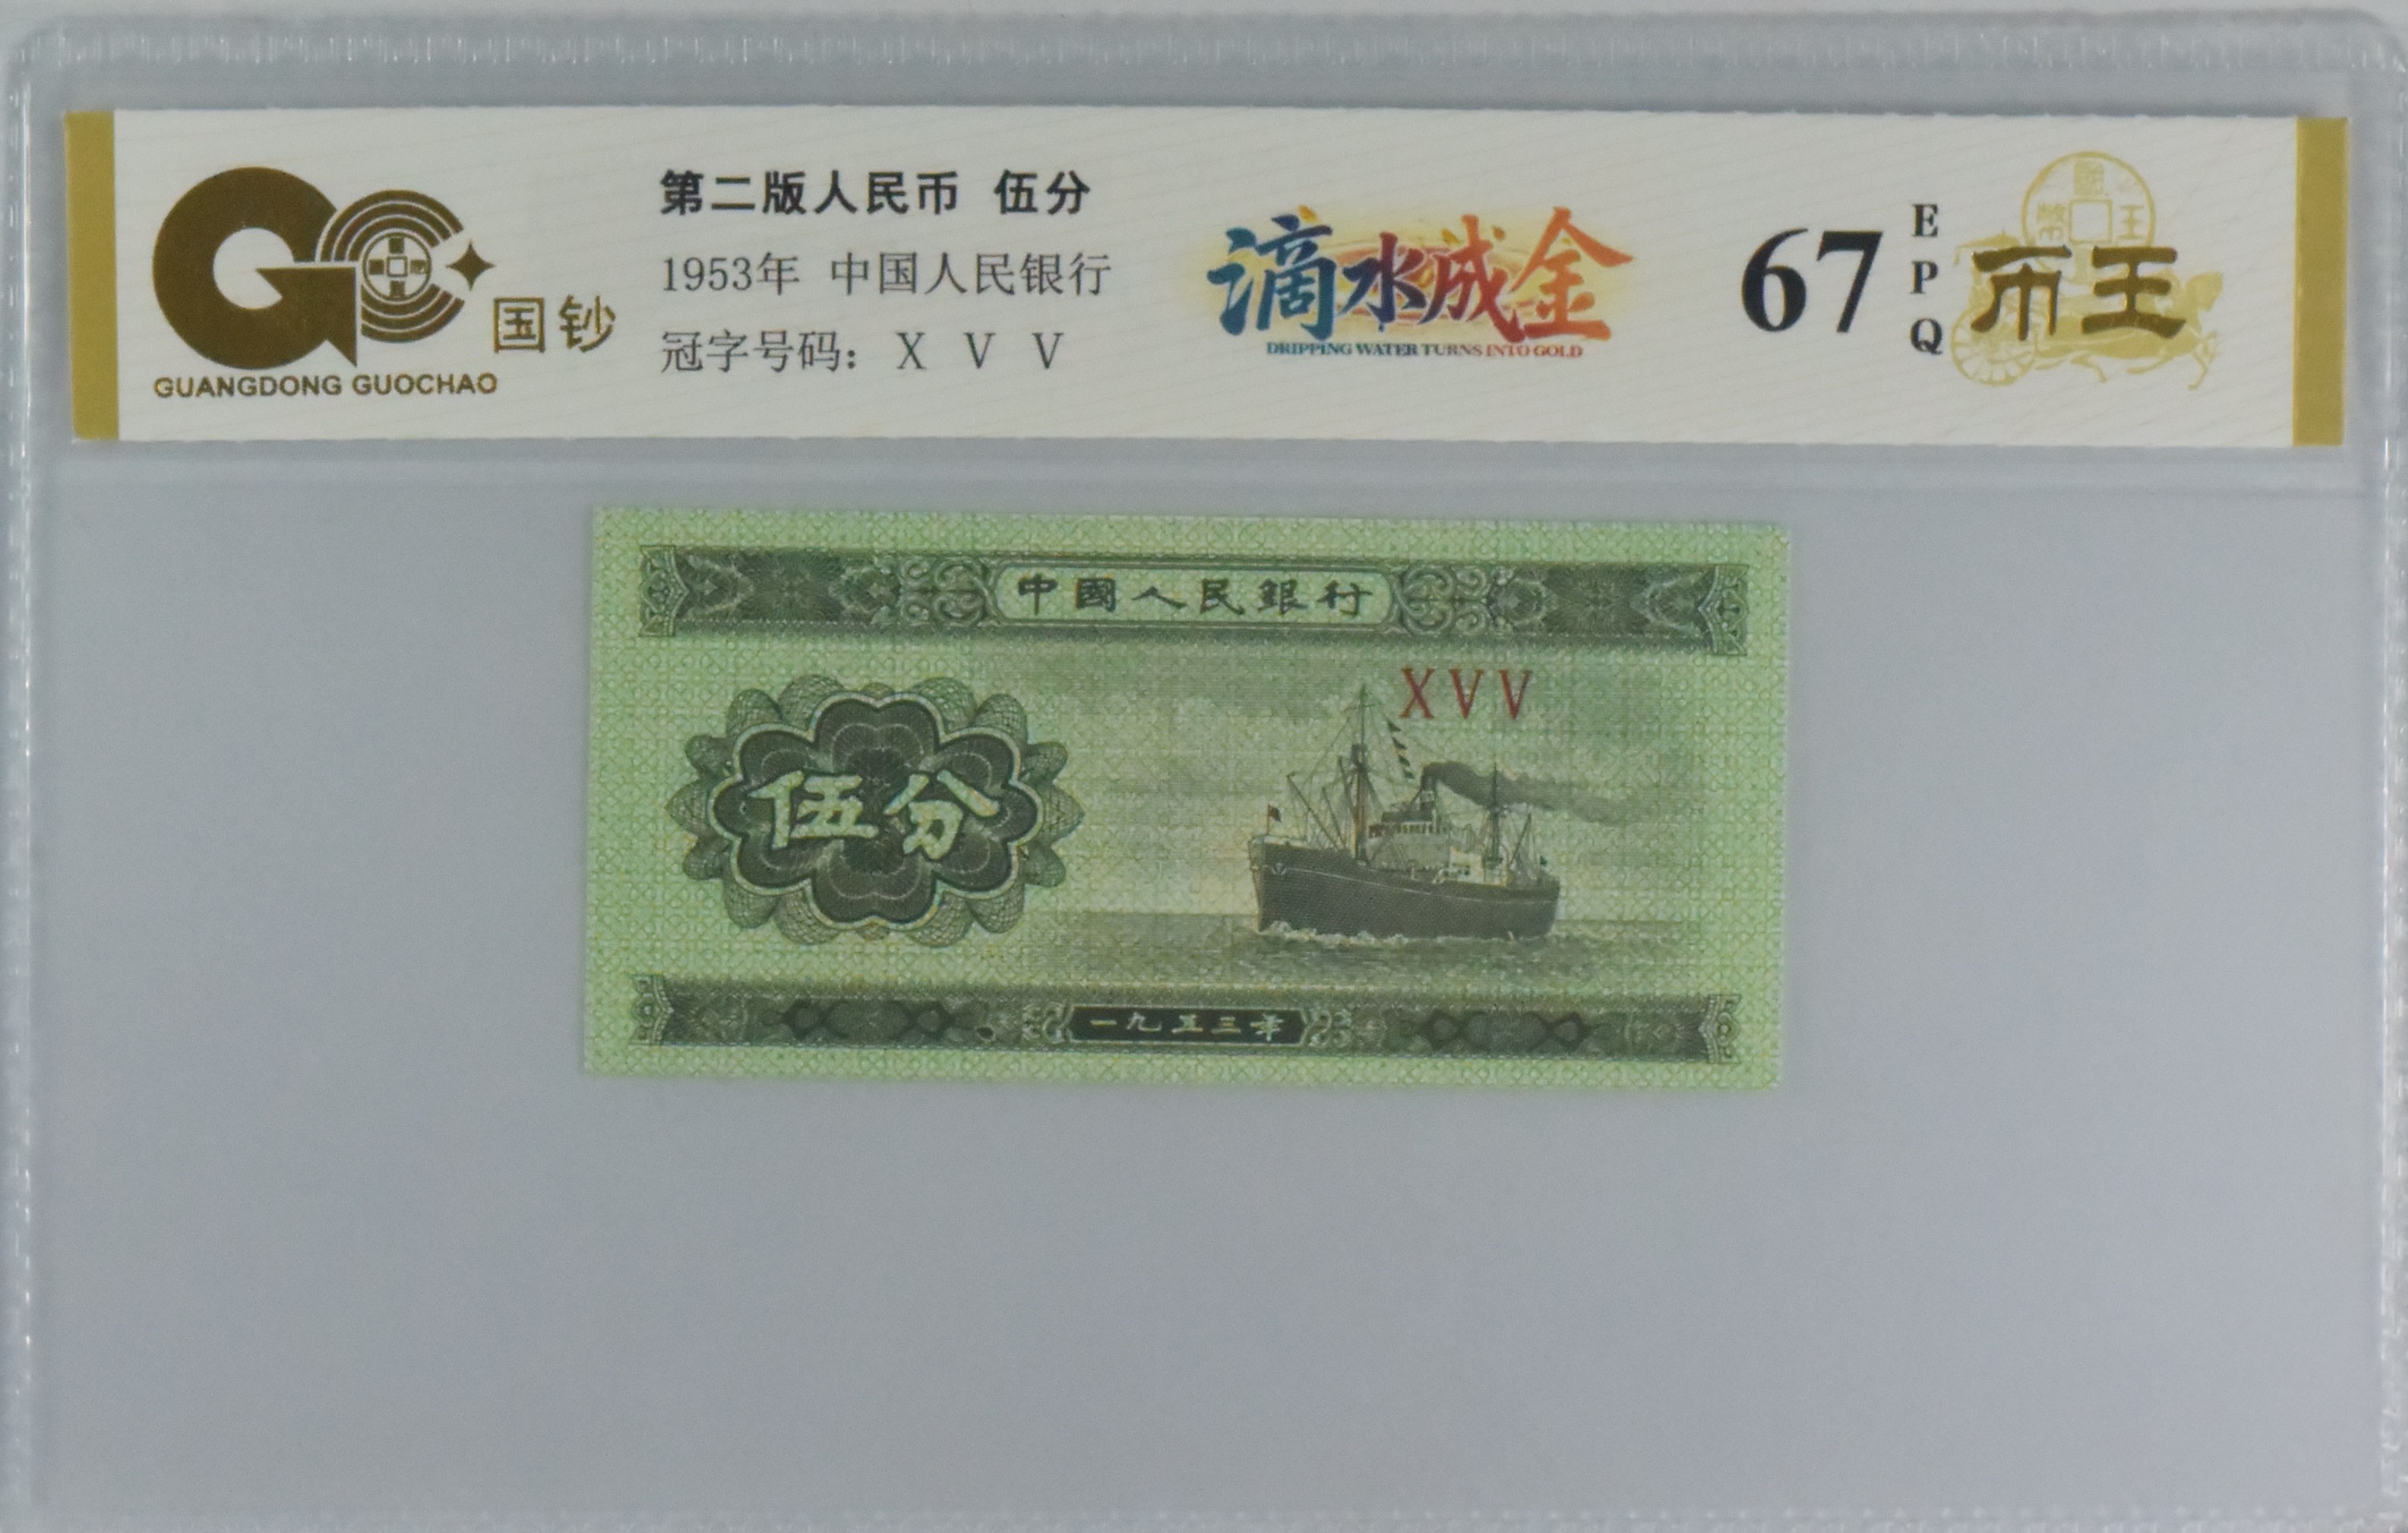 国钞
GUANGDONG GUOCHAO
第二版人民币 伍分
1953年 中国人民银行
冠字号码：X V V
滴水成金
DRIPPING WATER TURNS INTO GOLD
67
EPQ
币王
中國人民銀行
XVV
伍分
一九五三年